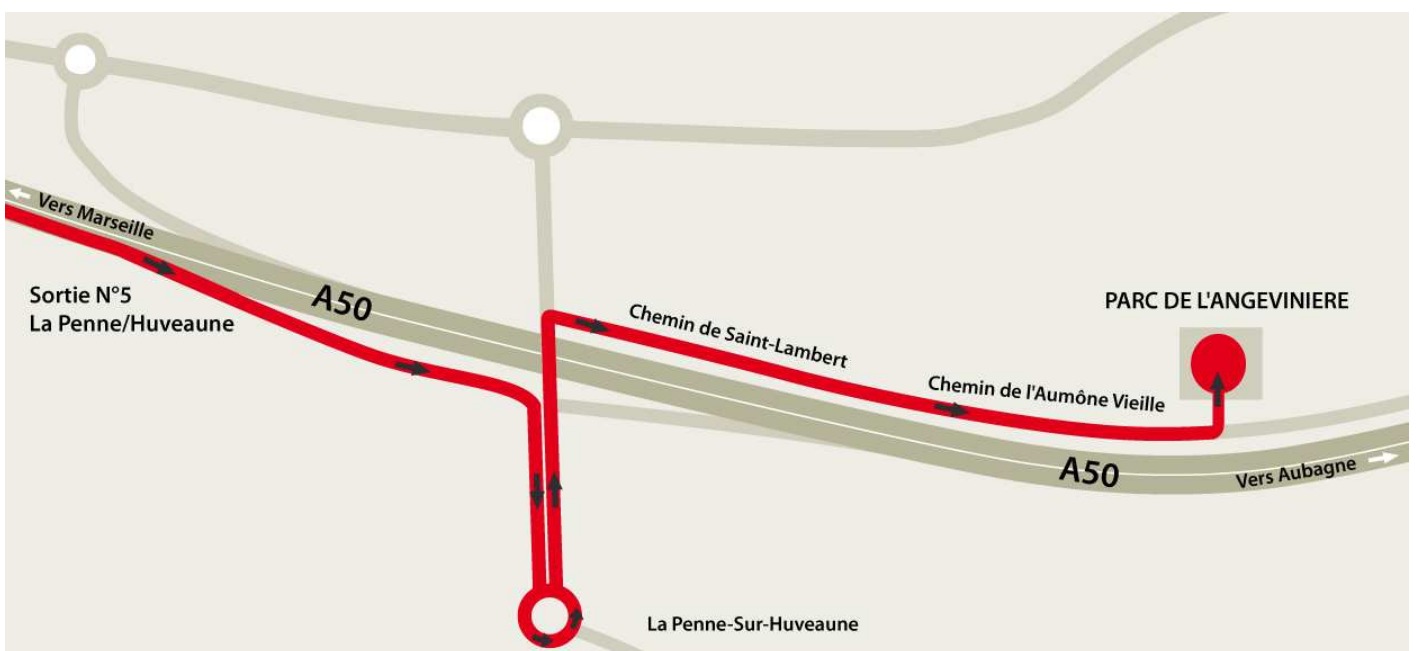 Vers Marseille
Sortie N°5
La Penne/Huveaune
A50
Chemin de Saint-Lambert
PARC DE L'ANGEVINIERE
Chemin de l'Aumône Vieille
A50
Vers Aubagne
La Penne-Sur-Huveaune